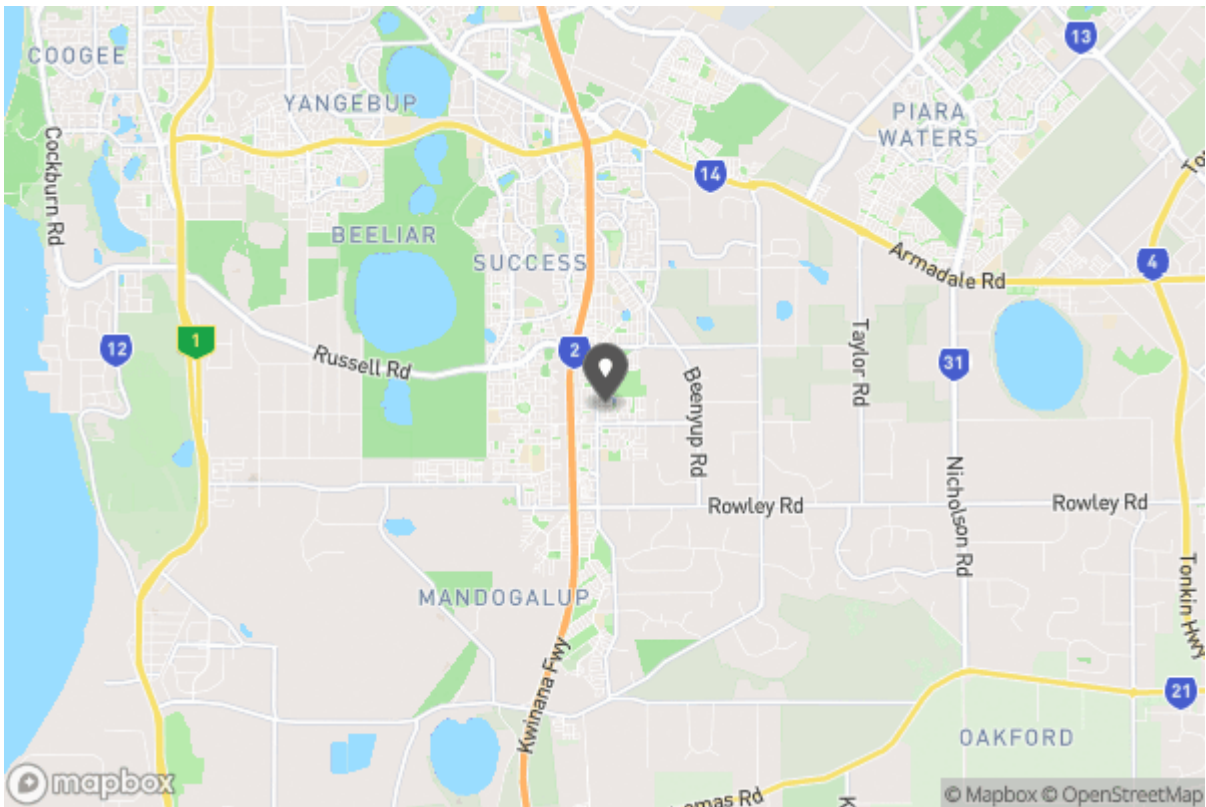 COOGEE
13
YANGEBUP
PIARA
WATERS
Cockburn Rd
14
BEELIAR
SUCCESS
Armadale Rd
4
1
12
2
Russell Rd
Taylor Rd
31
Beenyup Rd
Nicholson Rd
Rowley Rd
Rowley Rd
Tonkin Hwy
MANDOGALUP
Kwinana Fwy
21
OAKFORD
mapbox
© Mapbox © OpenStreetMap